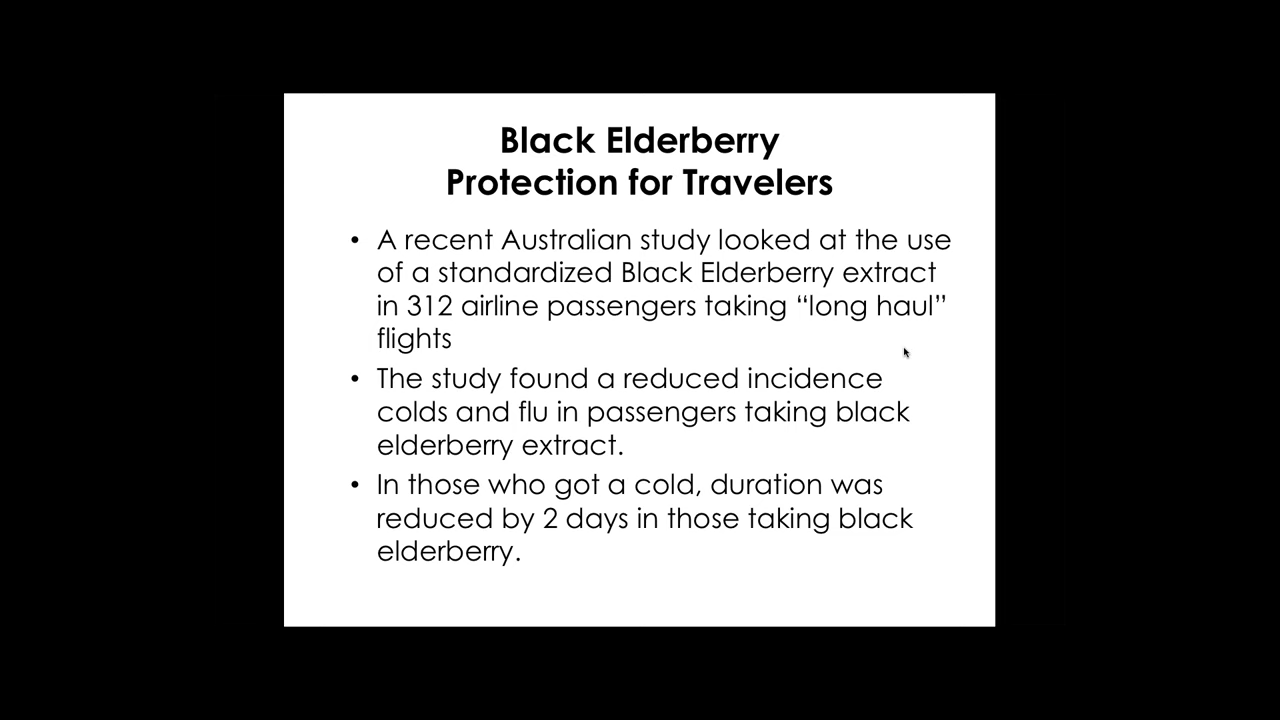 Black Elderberry
Protection for Travelers
• A recent Australian study looked at the use
of a standardized Black Elderberry extract
in 312 airline passengers taking “long haul”
flights
• The study found a reduced incidence
colds and flu in passengers taking black
elderberry extract.
• In those who got a cold, duration was
reduced by 2 days in those taking black
elderberry.